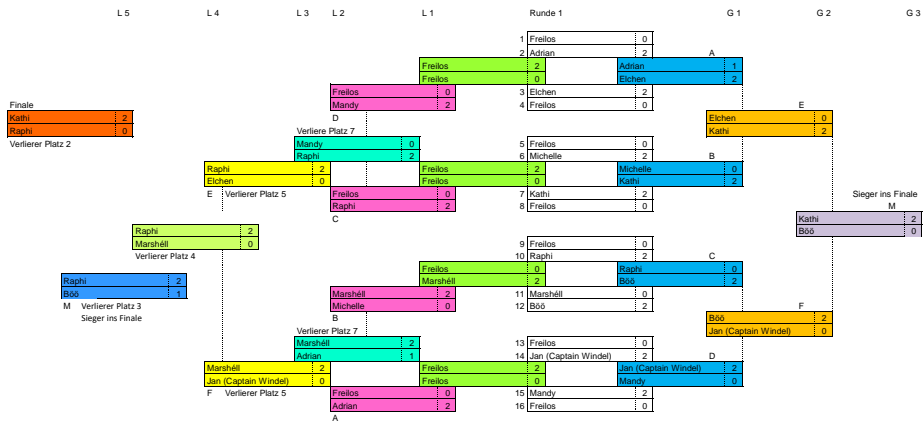 L 5 L 4 L 3 L 2 L 1 Runde 1 G 1 G 2 G 3
1 Freilos 0
2 Adrian 2 A
Freilos 2 Adrian 1
Freilos 0 Elchen 2
Freilos 0 3 Elchen 2
Finale Mandy 2 4 Freilos 0 E
Kathi 2 D Elchen 0
Raphi 0 Verliere Platz 7 Kathi 2
Verlierer Platz 2 Mandy 0 5 Freilos 0
Raphi 2 6 Michelle 2 B
Raphi 2 Freilos 2 Michelle 0
Elchen 0 Freilos 0 Kathi 2
E Verlierer Platz 5 Freilos 0 7 Kathi 2 Sieger ins Finale
Raphi 2 8 Freilos 0 M
C Kathi 2
Raphi 2 Böö 0
Marshéll 0 9 Freilos 0
Verlierer Platz 4 10 Raphi 2 C
Freilos 0 Raphi 0
Raphi 2 Marshéll 2 Böö 2
Böö 1 Marshéll 2 11 Marshéll 0
M Verlierer Platz 3 Michelle 0 12 Böö 2 F
Sieger ins Finale B Böö 2
Verlierer Platz 7 Jan (Captain Windel) 0
Marshéll 2 13 Freilos 0
Adrian 1 14 Jan (Captain Windel) 2 D
Marshéll 2 Freilos 2 Jan (Captain Windel) 2
Jan (Captain Windel) 0 Freilos 0 Mandy 0
F Verlierer Platz 5 Freilos 0 15 Mandy 2
Adrian 2 16 Freilos 0
A